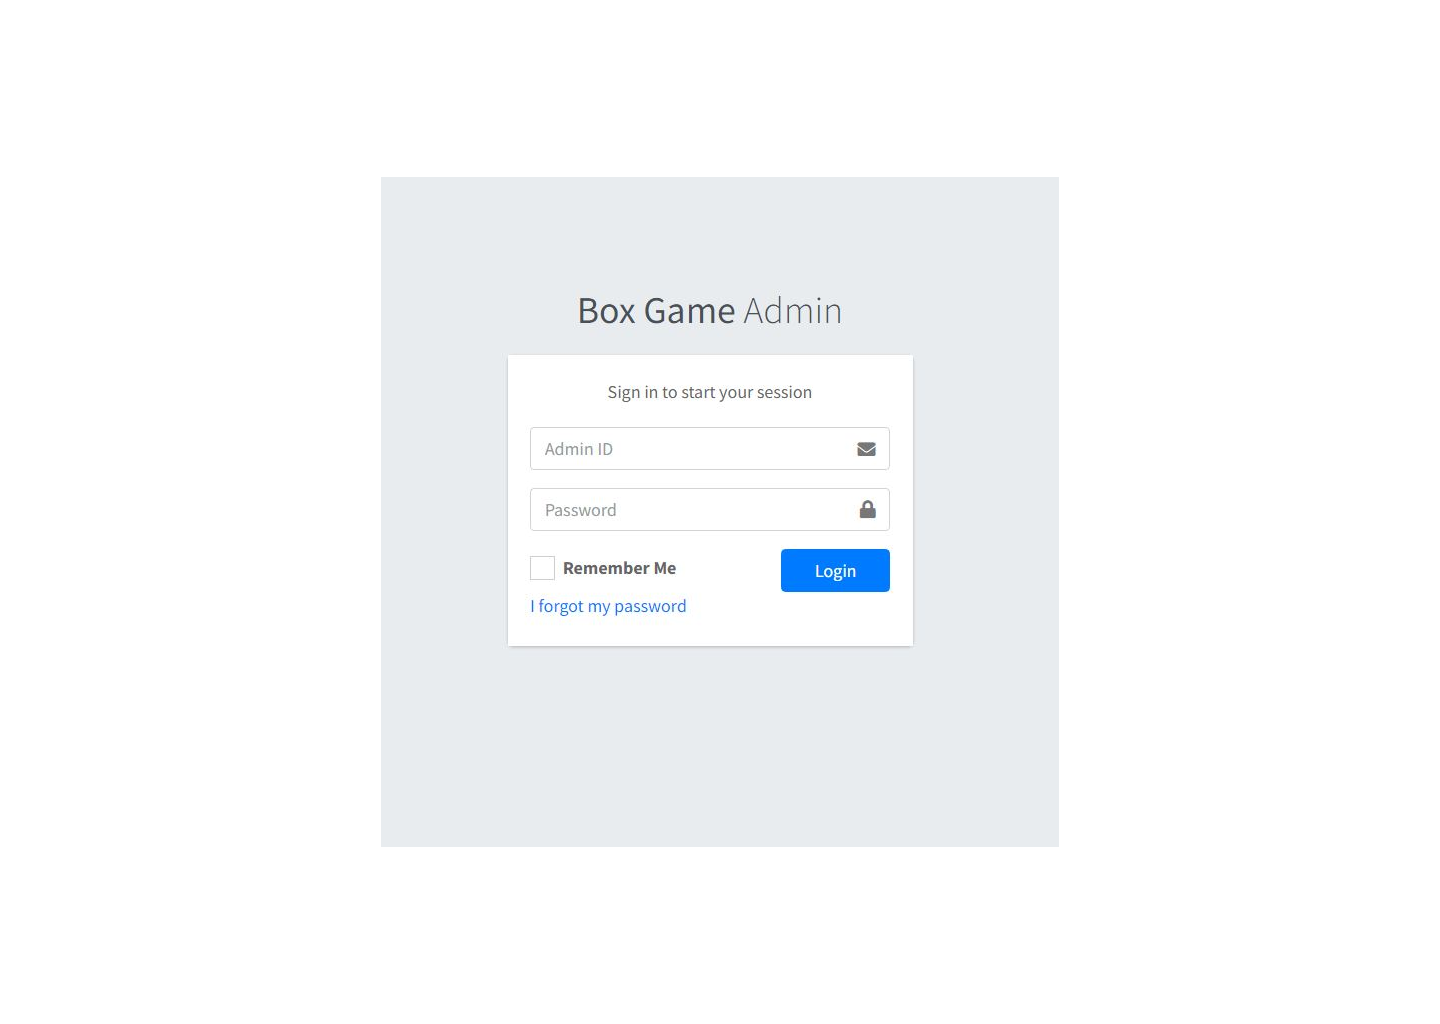 Box Game Admin
Sign in to start your session
Admin ID
Password
Remember Me
Login
I forgot my password